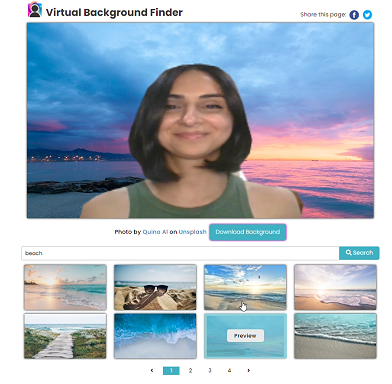 Virtual Background Finder
Share this page:
Photo by Quino Al on Unsplash Download Background
beach
Search
Preview
1 2 3 4